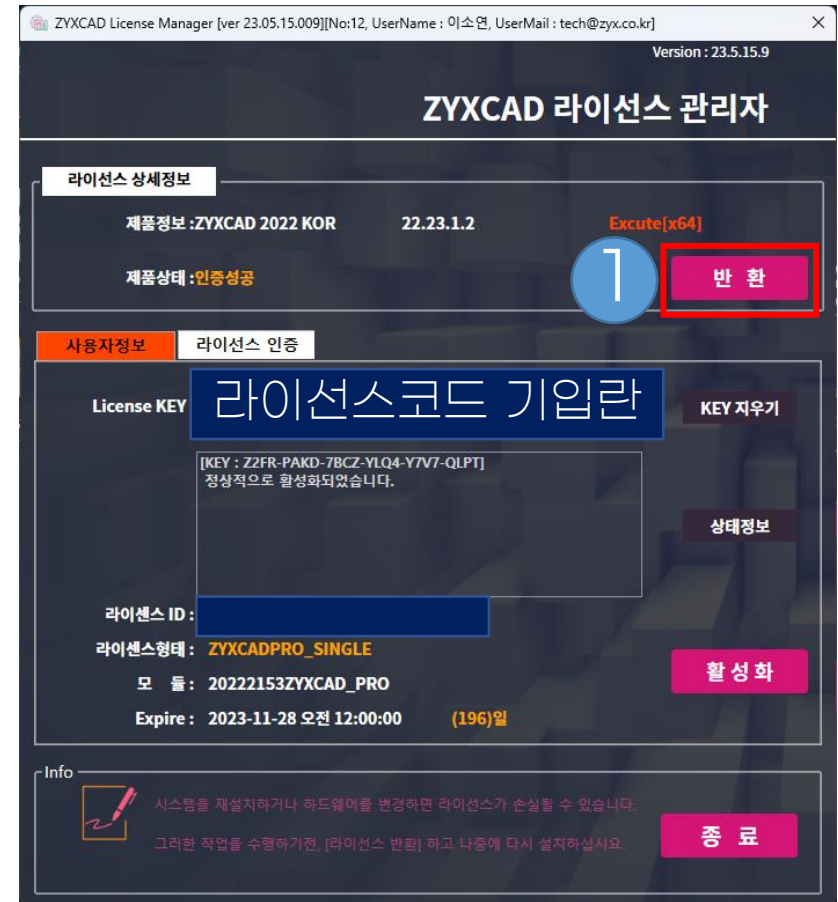 ZYXCAD License Manager [ver 23.05.15.009][No:12, UserName : 이소연, UserMail : tech@zyx.co.kr]
Version : 23.5.15.9
ZYXCAD 라이선스 관리자
라이선스 상세정보
제품정보 :ZYXCAD 2022 KOR 22.23.1.2 Excute[x64]
제품상태 :인증성공 1 반 환
사용자정보 라이선스 인증
License KEY 라이선스코드 기입란 KEY 지우기
[KEY : Z2FR-PAKD-7BCZ-YLQ4-Y7V7-QLPT]
정상적으로 활성화되었습니다.
상태정보
라이센스 ID :
라이센스형태 : ZYXCADPRO_SINGLE
모 듈 : 20222153ZYXCAD_PRO
활 성 화
Expire : 2023-11-28 오전 12:00:00 (196)일
Info
시스템을 재설치하거나 하드웨어를 변경하면 라이선스가 손실될 수 있습니다.
그러한 작업을 수행하기전, [라이선스 반환] 하고 나중에 다시 설치하십시요.
종 료